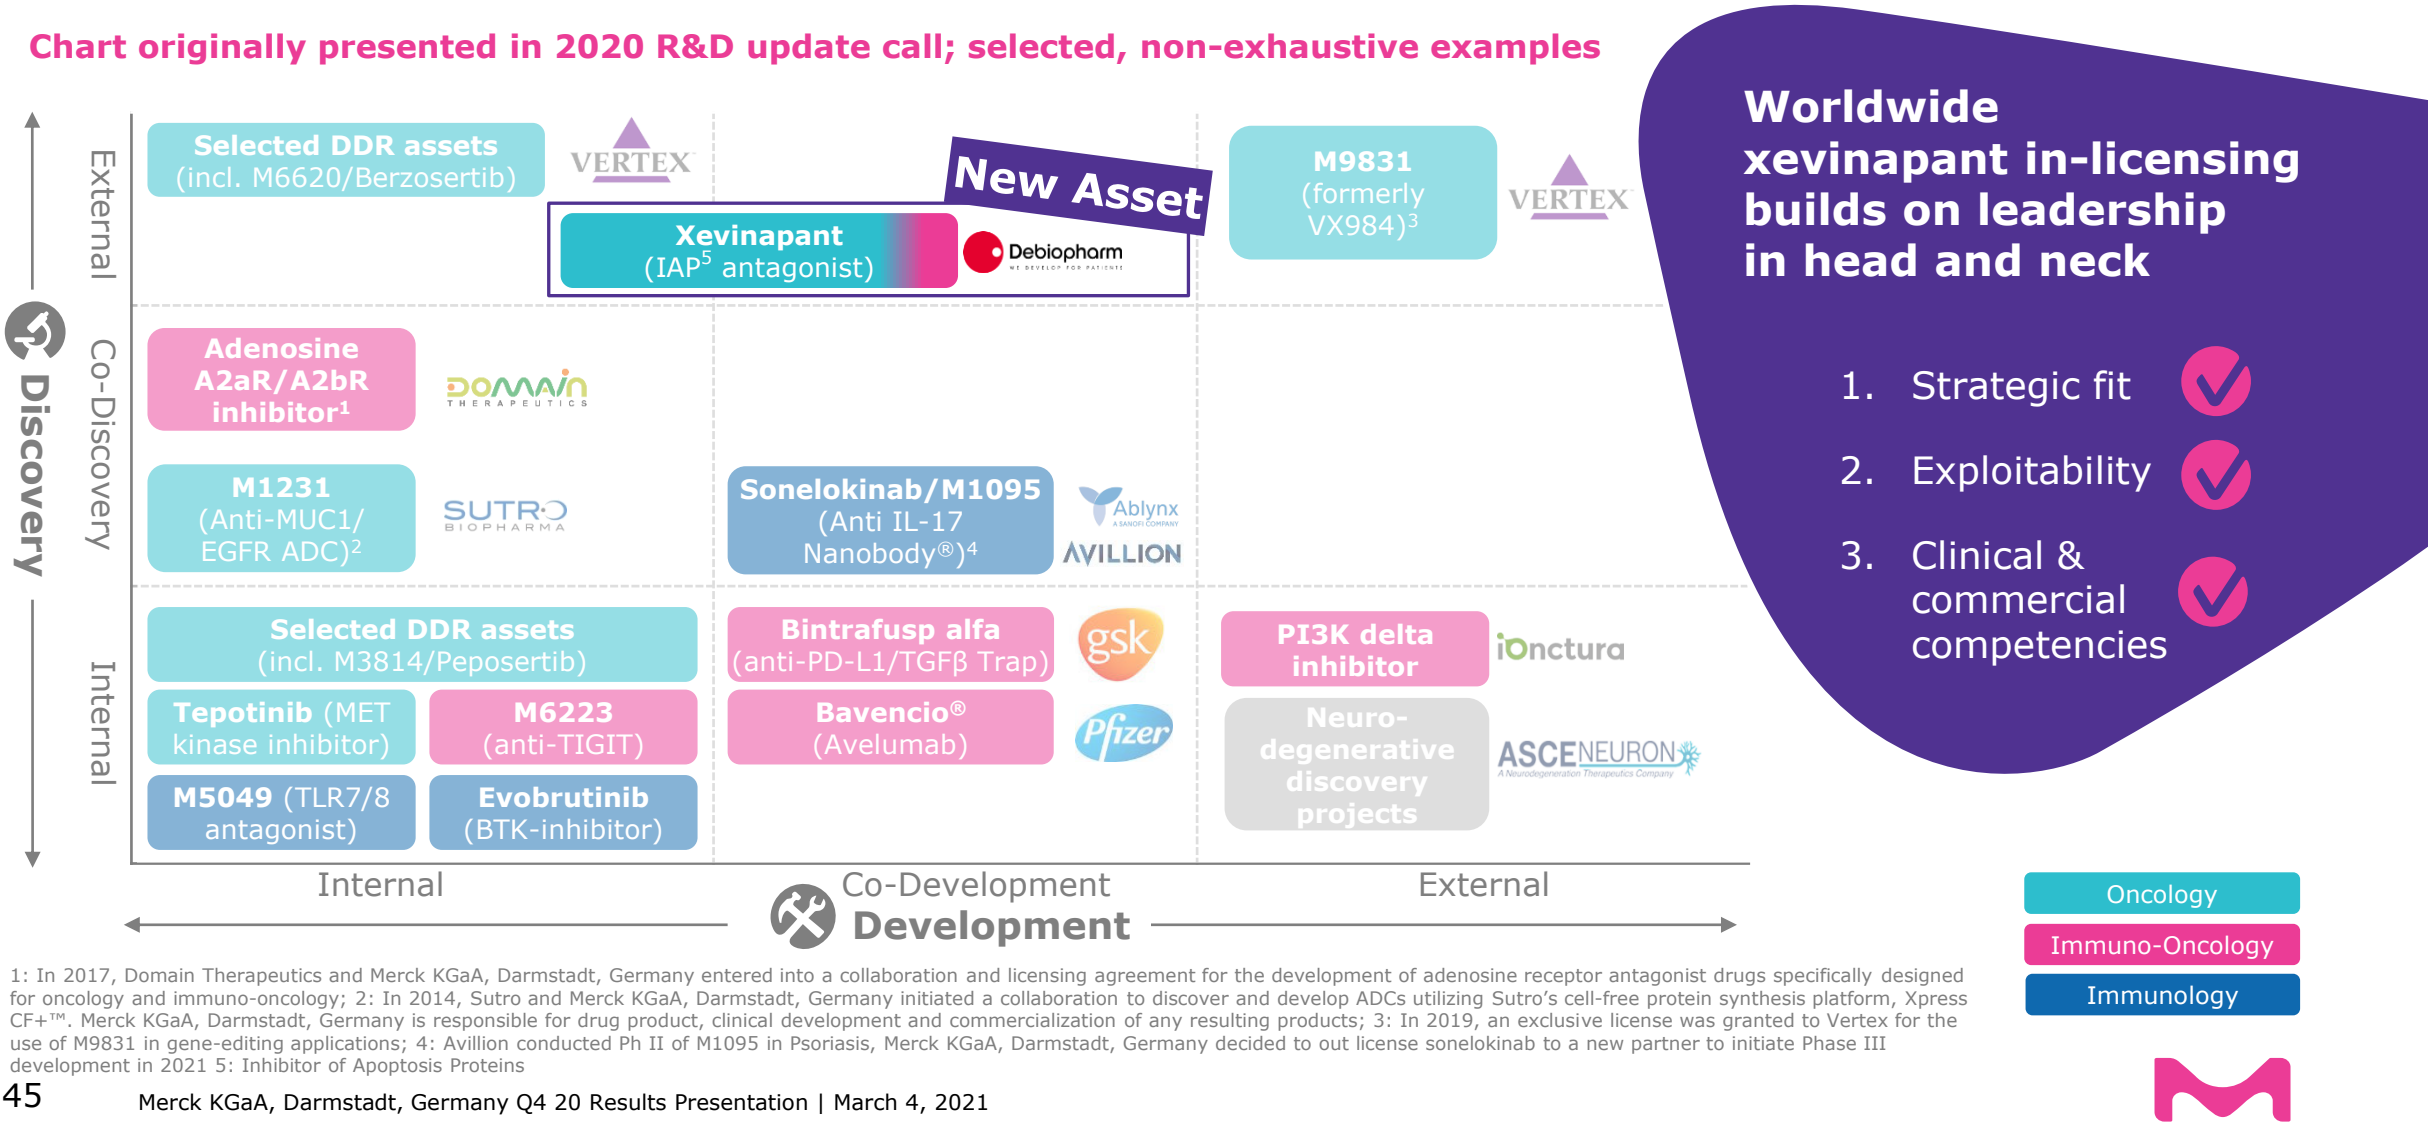 Chart originally presented in 2020 R&D update call; selected, non-exhaustive examples
Worldwide
xevinapant in-licensing
builds on leadership
in head and neck
1. Strategic fit
2. Exploitability
3. Clinical &
commercial
competencies
Discovery
External
Co-Discovery
Internal
Selected DDR assets
(incl. M6620/Berzosertib)
VERTEX
New Asset
Xevinapant
(IAP5 antagonist)
Debiopharm
WE DEVELOP FOR PATIENTS
M9831
(formerly
VX984)3
VERTEX
Adenosine
A2aR/A2bR
inhibitor1
DOMAIN
THERAPEUTICS
M1231
(Anti-MUC1/
EGFR ADC)2
SUTRO
BIOPHARMA
Sonelokinab/M1095
(Anti IL-17
Nanobody®)4
Ablynx
A SANOFI COMPANY
AVILLION
Selected DDR assets
(incl. M3814/Peposertib)
Tepotinib (MET
kinase inhibitor)
M6223
(anti-TIGIT)
M5049 (TLR7/8
antagonist)
Evobrutinib
(BTK-inhibitor)
Bintrafusp alfa
(anti-PD-L1/TGFβ Trap)
gsk
Bavencio®
(Avelumab)
Pfizer
PI3K delta
inhibitor
iOnctura
Neuro-
degenerative
discovery
projects
ASCENEURON
A Neurodegeneration Therapeutics Company
Internal
Co-Development
External
Development
Oncology
Immuno-Oncology
Immunology
1: In 2017, Domain Therapeutics and Merck KGaA, Darmstadt, Germany entered into a collaboration and licensing agreement for the development of adenosine receptor antagonist drugs specifically designed
for oncology and immuno-oncology; 2: In 2014, Sutro and Merck KGaA, Darmstadt, Germany initiated a collaboration to discover and develop ADCs utilizing Sutro's cell-free protein synthesis platform, Xpress
CF+™. Merck KGaA, Darmstadt, Germany is responsible for drug product, clinical development and commercialization of any resulting products; 3: In 2019, an exclusive license was granted to Vertex for the
use of M9831 in gene-editing applications; 4: Avillion conducted Ph II of M1095 in Psoriasis, Merck KGaA, Darmstadt, Germany decided to out license sonelokinab to a new partner to initiate Phase III
development in 2021 5: Inhibitor of Apoptosis Proteins
45
Merck KGaA, Darmstadt, Germany Q4 20 Results Presentation | March 4, 2021